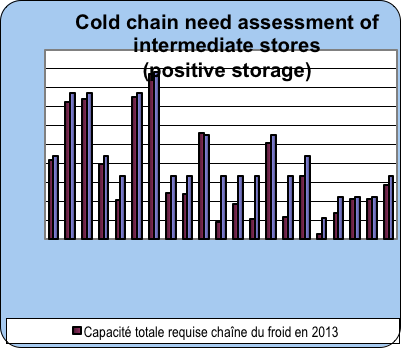 Cold chain need assessment of
intermediate stores
(positive storage)
Capacité totale requise chaîne du froid en 2013